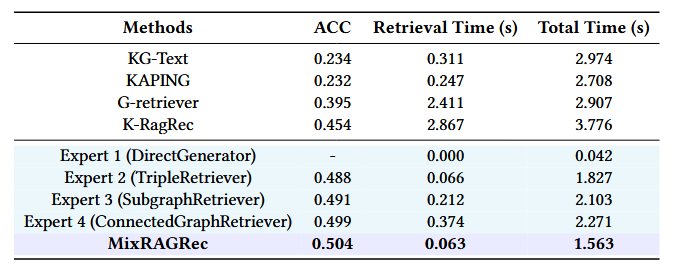 Methods ACC Retrieval Time (s) Total Time (s)
KG-Text 0.234 0.311 2.974
KAPING 0.232 0.247 2.708
G-retriever 0.395 2.411 2.907
K-RagRec 0.454 2.867 3.776
Expert 1 (DirectGenerator) - 0.000 0.042
Expert 2 (TripleRetriever) 0.488 0.066 1.827
Expert 3 (SubgraphRetriever) 0.491 0.212 2.103
Expert 4 (ConnectedGraphRetriever) 0.499 0.374 2.271
MixRAGRec 0.504 0.063 1.563